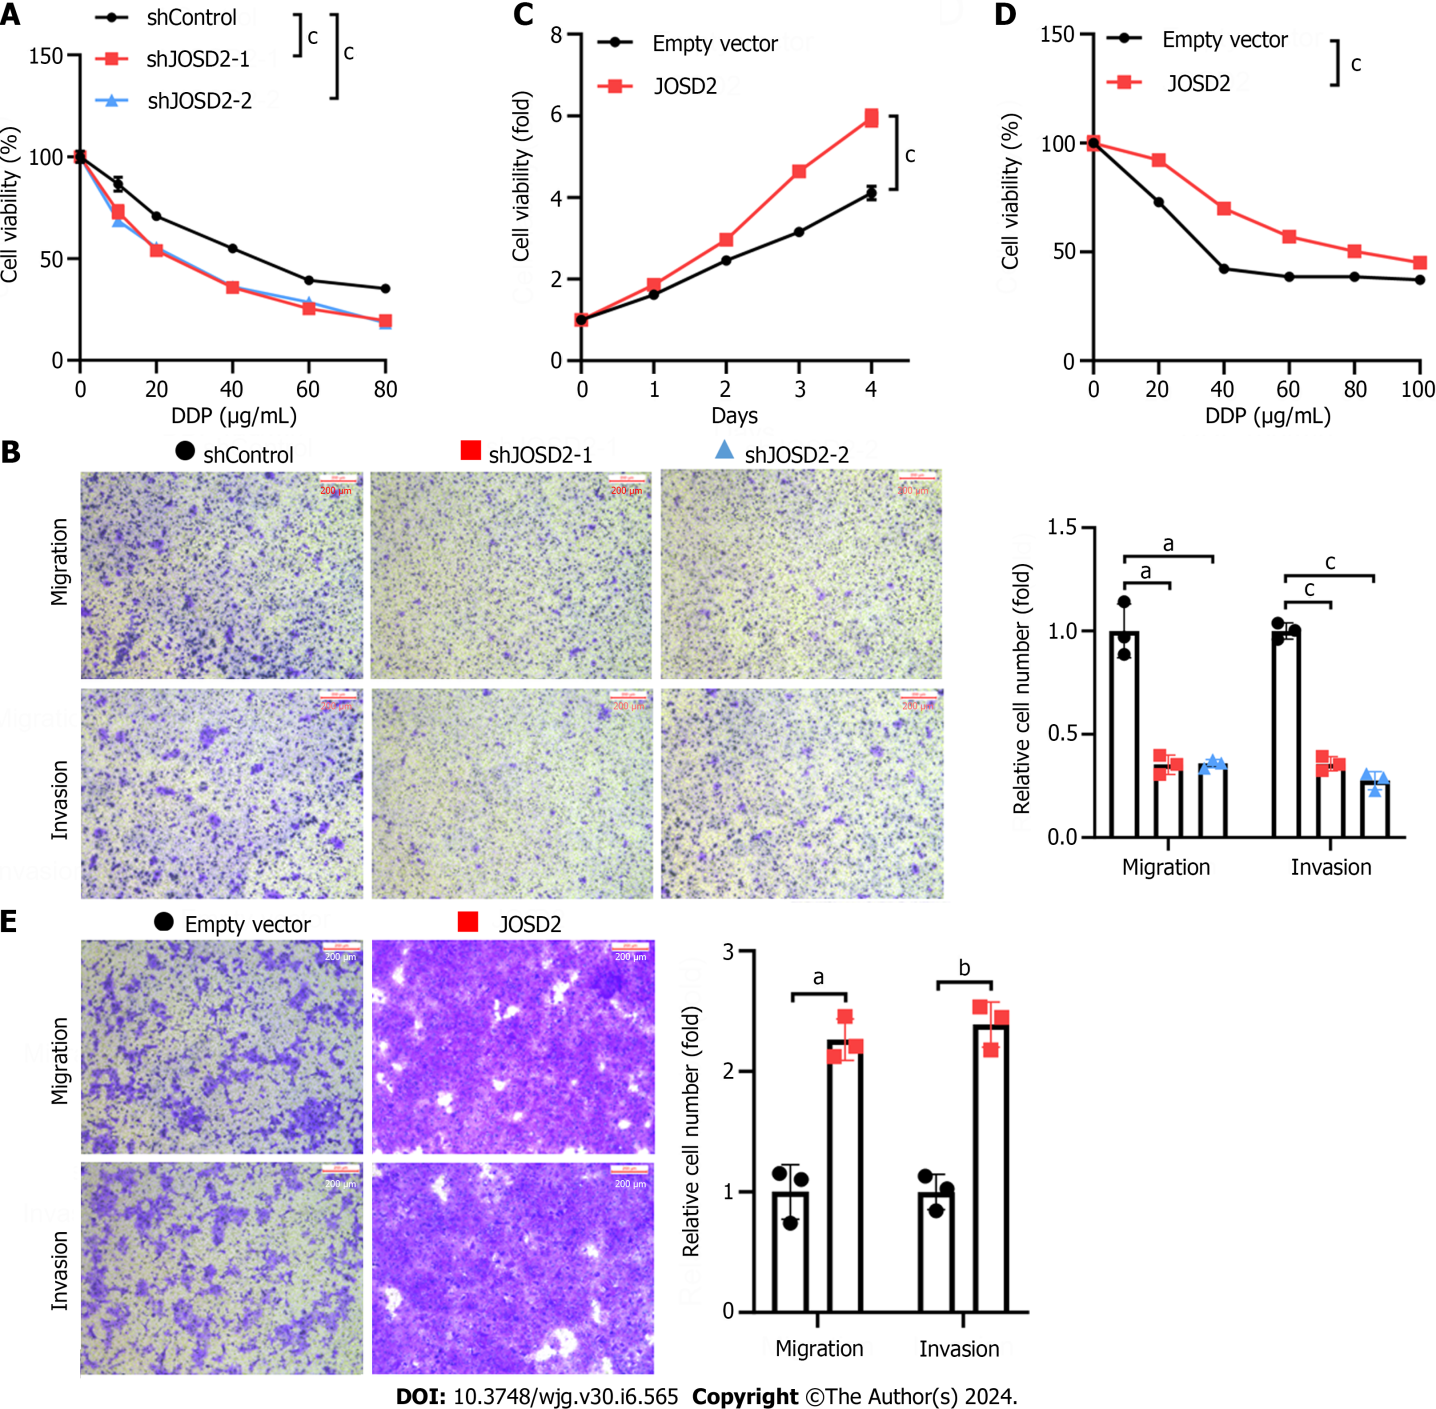 A
shControl
shJOSD2-1
shJOSD2-2
c
c
150
100
50
0
Cell viability (%)
0 20 40 60 80
DDP (μg/mL)
C
Empty vector
JOSD2
8
6
4
2
0
c
Cell viability (fold)
0 1 2 3 4
Days
D
Empty vector
JOSD2
c
150
100
50
0
Cell viability (%)
0 20 40 60 80 100
DDP (μg/mL)
B
shControl
shJOSD2-1
shJOSD2-2
Migration
200 μm
200 μm
200 μm
Invasion
200 μm
200 μm
200 μm
Relative cell number (fold)
1.5
1.0
0.5
0.0
a
a
c
c
Migration
Invasion
E
Empty vector
JOSD2
Migration
200 μm
200 μm
Invasion
200 μm
200 μm
Relative cell number (fold)
3
2
1
0
a
b
Migration
Invasion
DOI: 10.3748/wjg.v30.i6.565 Copyright ©The Author(s) 2024.